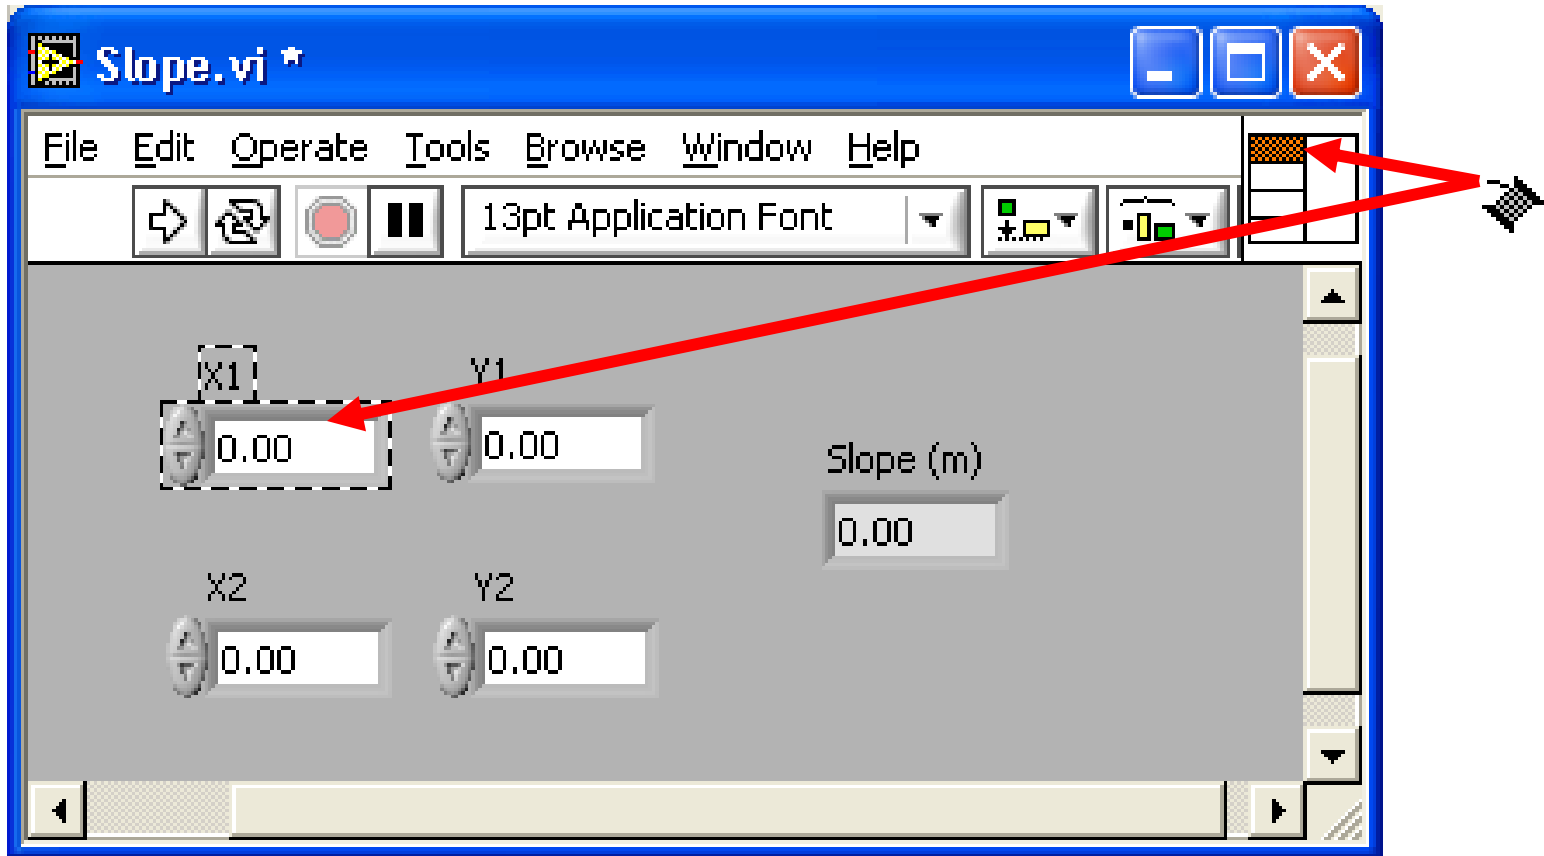 Slope.vi *
File Edit Operate Tools Browse Window Help
13pt Application Font
X1 Y1
0.00 0.00
Slope (m)
0.00
X2 Y2
0.00 0.00